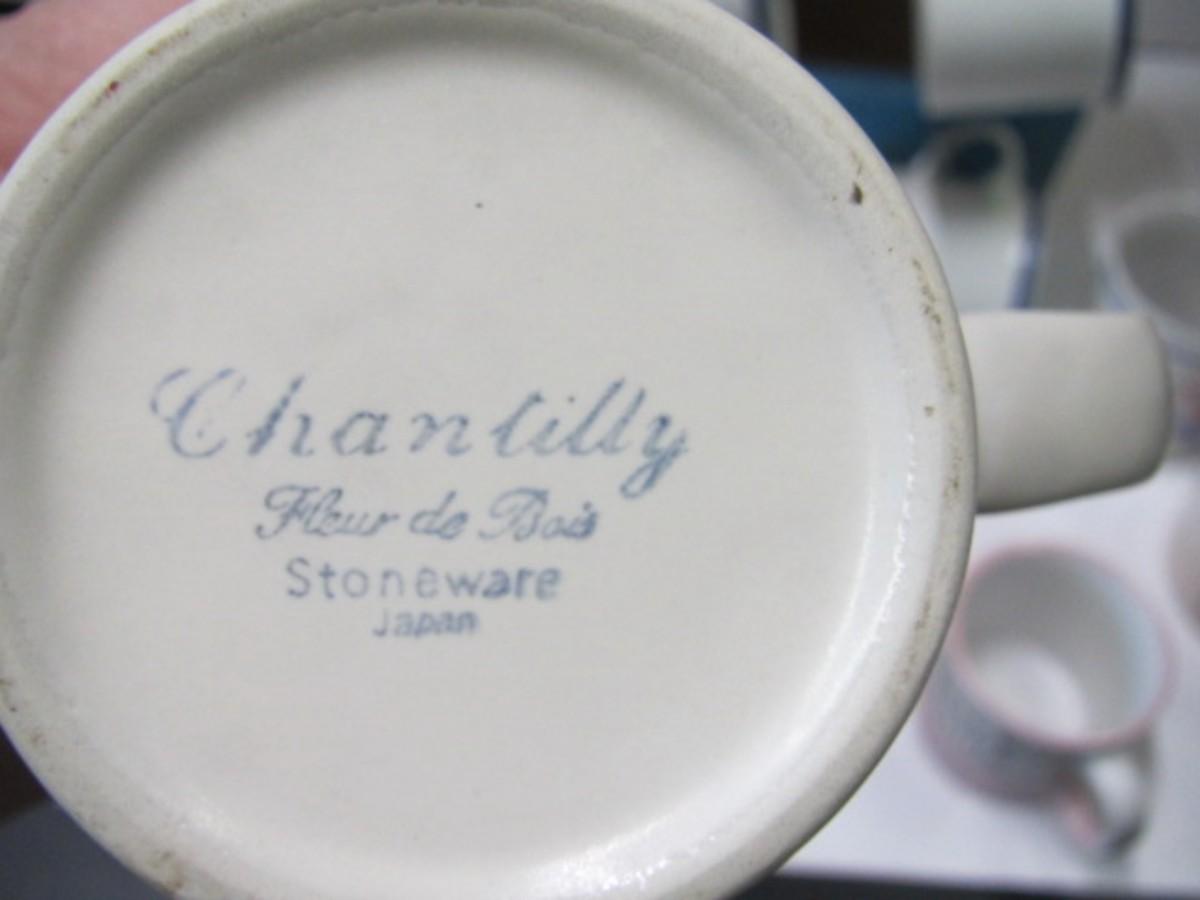 Chantilly
Fleur de Bois
Stoneware
Japan